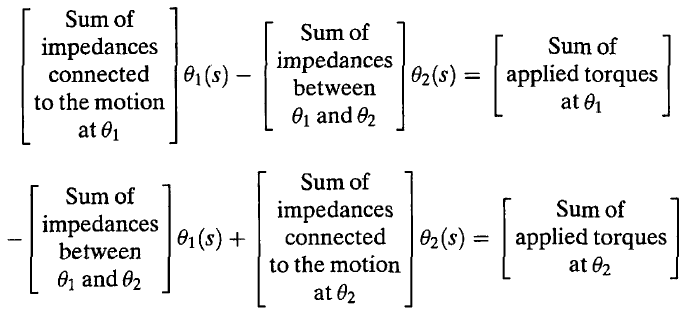 Sum of
impedances
connected
to the motion
at θ1
θ1(s) −
Sum of
impedances
between
θ1 and θ2
θ2(s) =
Sum of
applied torques
at θ1
−
Sum of
impedances
between
θ1 and θ2
θ1(s) +
Sum of
impedances
connected
to the motion
at θ2
θ2(s) =
Sum of
applied torques
at θ2